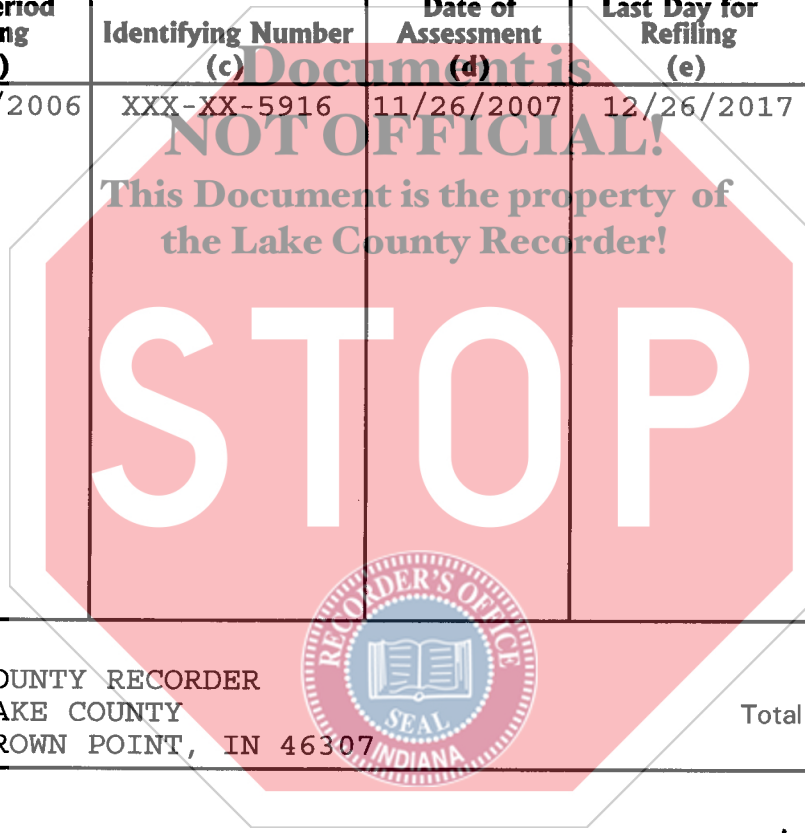 Period
ng Identifying Number Date of Assessment Last Day for Refiling
) (c) (d) (e)
/2006 XXX-XX-5916 11/26/2007 12/26/2017
Document is
NOT OFFICIAL!
This Document is the property of
the Lake County Recorder!
STOP
RECORDER'S OFFICE
SEAL
INDIANA
OUNTY RECORDER
AKE COUNTY
ROWN POINT, IN 46307
Total